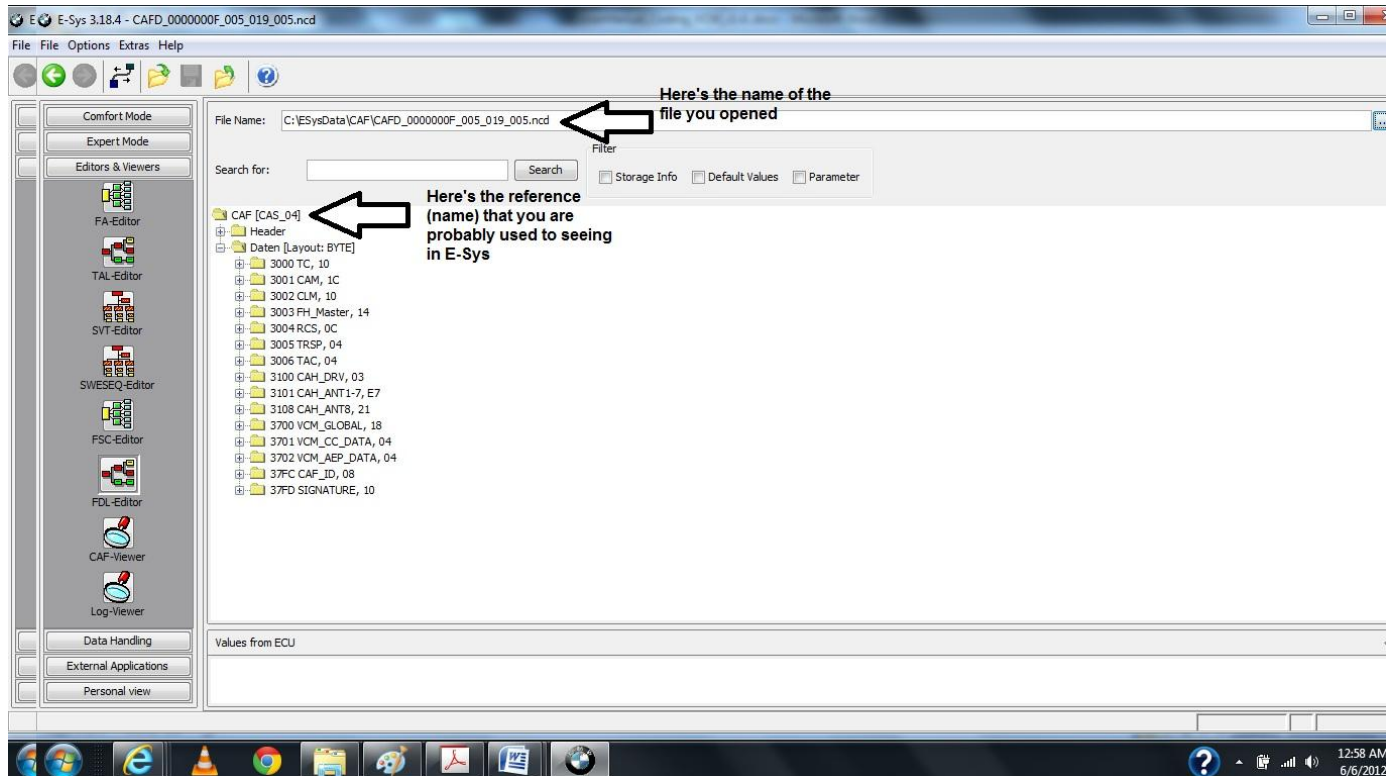 E E-Sys 3.18.4 - CAFD_0000000F_005_019_005.ncd
File File Options Extras Help
Here's the name of the
file you opened
Comfort Mode
Expert Mode
Editors & Viewers
FA-Editor
TAL-Editor
SVT-Editor
SWESEQ-Editor
FSC-Editor
FDL-Editor
CAF-Viewer
Log-Viewer
Data Handling
External Applications
Personal view
File Name: C:\ESysData\CAF\CAFD_0000000F_005_019_005.ncd
...
Search for: Search
Filter
Storage Info Default Values Parameter
Here's the reference
(name) that you are
probably used to seeing
in E-Sys
CAF [CAS_04]
Header
Daten [Layout: BYTE]
3000 TC, 10
3001 CAM, 1C
3002 CLM, 10
3003 FH_Master, 14
3004 RCS, 0C
3005 TRSP, 04
3006 TAC, 04
3100 CAH_DRV, 03
3101 CAH_ANT1-7, E7
3108 CAH_ANT8, 21
3700 VCM_GLOBAL, 18
3701 VCM_CC_DATA, 04
3702 VCM_AEP_DATA, 04
37FC CAF_ID, 08
37FD SIGNATURE, 10
Values from ECU
12:58 AM
6/6/2012